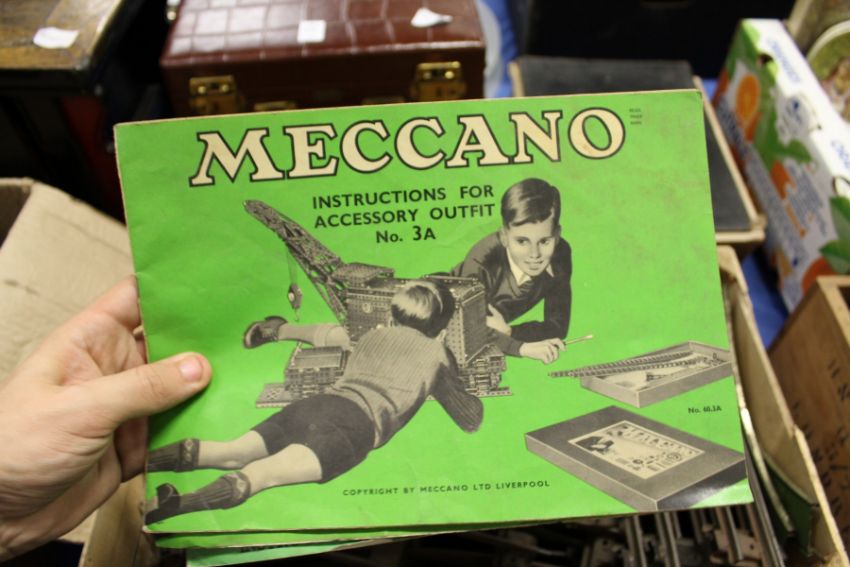 MECCANO
INSTRUCTIONS FOR
ACCESSORY OUTFIT
No. 3A
No. 60.3A
COPYRIGHT BY MECCANO LTD LIVERPOOL